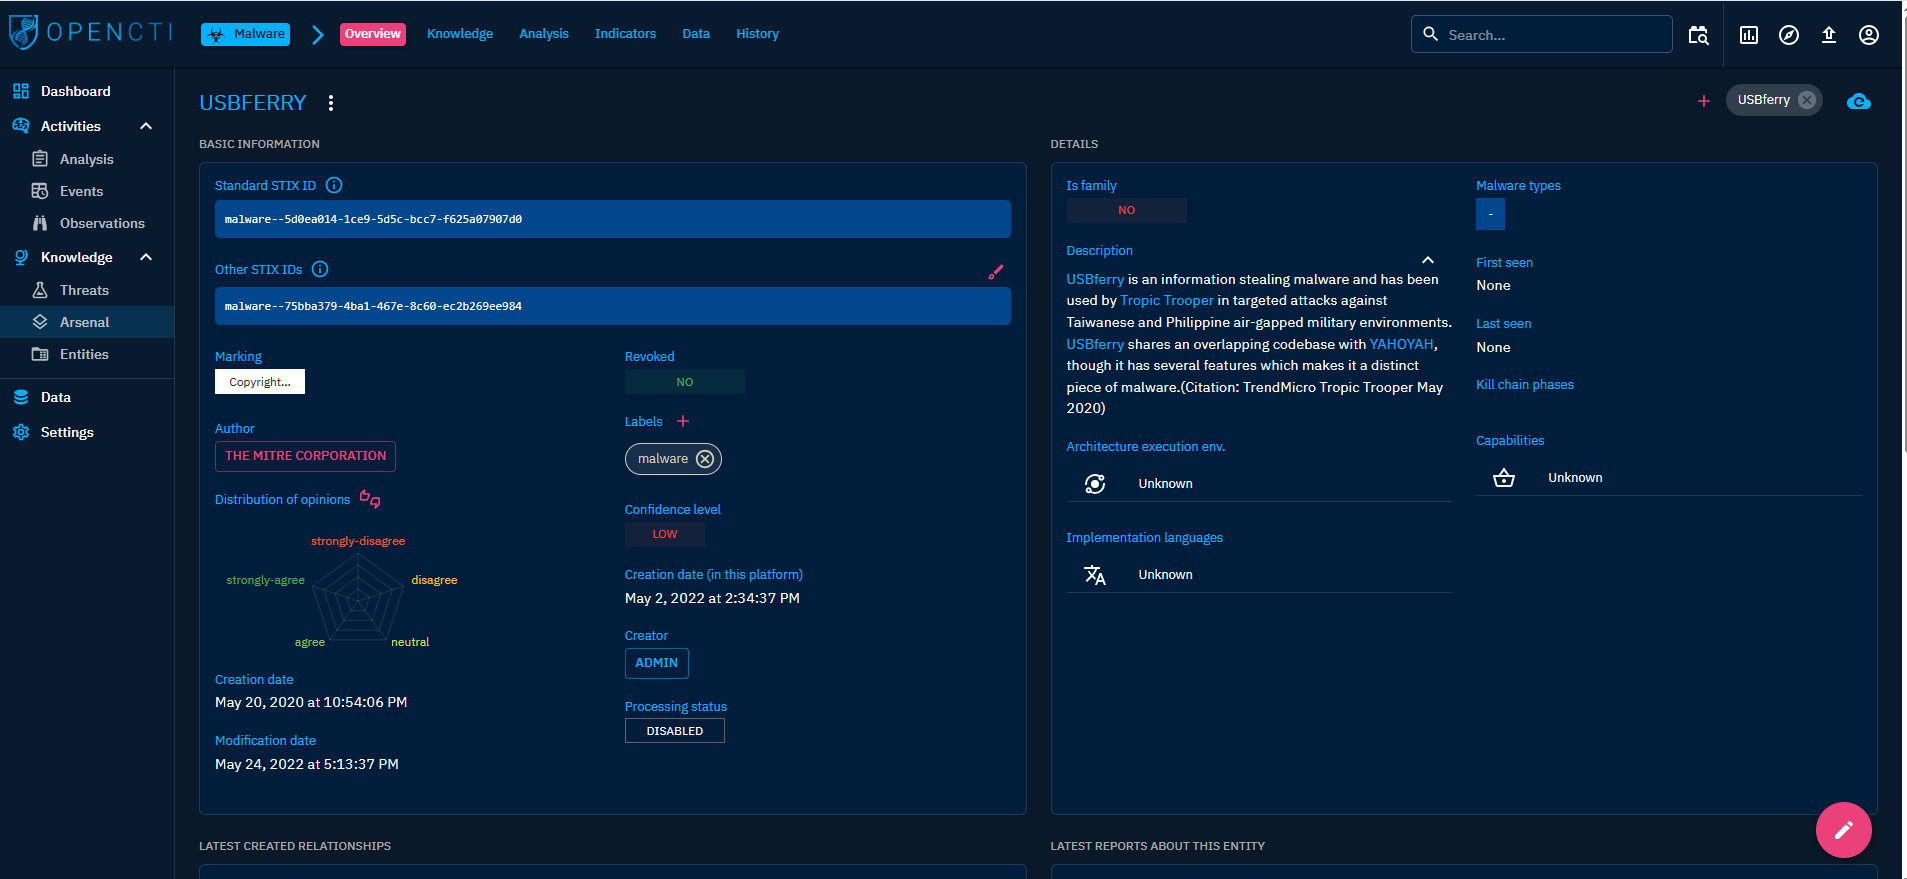 OPENCTI
Malware
Overview
Knowledge
Analysis
Indicators
Data
History
Search...
Dashboard
Activities
Analysis
Events
Observations
Knowledge
Threats
Arsenal
Entities
Data
Settings
USBFERRY
USBferry
BASIC INFORMATION
Standard STIX ID
malware--5d0ea014-1ce9-5d5c-bcc7-f625a07907d0
Other STIX IDs
malware--75bba379-4ba1-467e-8c60-ec2b269ee984
Marking
Copyright...
Author
THE MITRE CORPORATION
Distribution of opinions
strongly-disagree
strongly-agree
disagree
agree
neutral
Creation date
May 20, 2020 at 10:54:06 PM
Modification date
May 24, 2022 at 5:13:37 PM
Revoked
NO
Labels
malware
Confidence level
LOW
Creation date (in this platform)
May 2, 2022 at 2:34:37 PM
Creator
ADMIN
Processing status
DISABLED
DETAILS
Is family
NO
Description
USBferry is an information stealing malware and has been
used by Tropic Trooper in targeted attacks against
Taiwanese and Philippine air-gapped military environments.
USBferry shares an overlapping codebase with YAHOYAH,
though it has several features which makes it a distinct
piece of malware.(Citation: TrendMicro Tropic Trooper May
2020)
Architecture execution env.
Unknown
Implementation languages
Unknown
Malware types
-
First seen
None
Last seen
None
Kill chain phases
Capabilities
Unknown
LATEST CREATED RELATIONSHIPS
LATEST REPORTS ABOUT THIS ENTITY